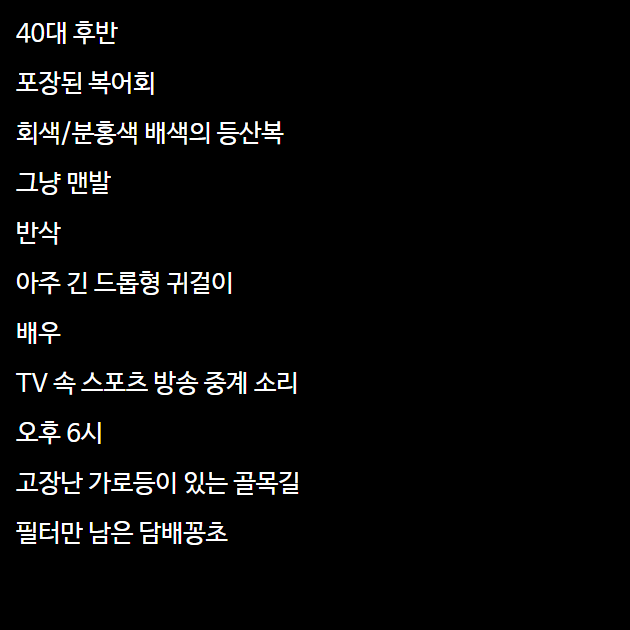 40대 후반
포장된 복어회
회색/분홍색 배색의 등산복
그냥 맨발
반삭
아주 긴 드롭형 귀걸이
배우
TV 속 스포츠 방송 중계 소리
오후 6시
고장난 가로등이 있는 골목길
필터만 남은 담배꽁초